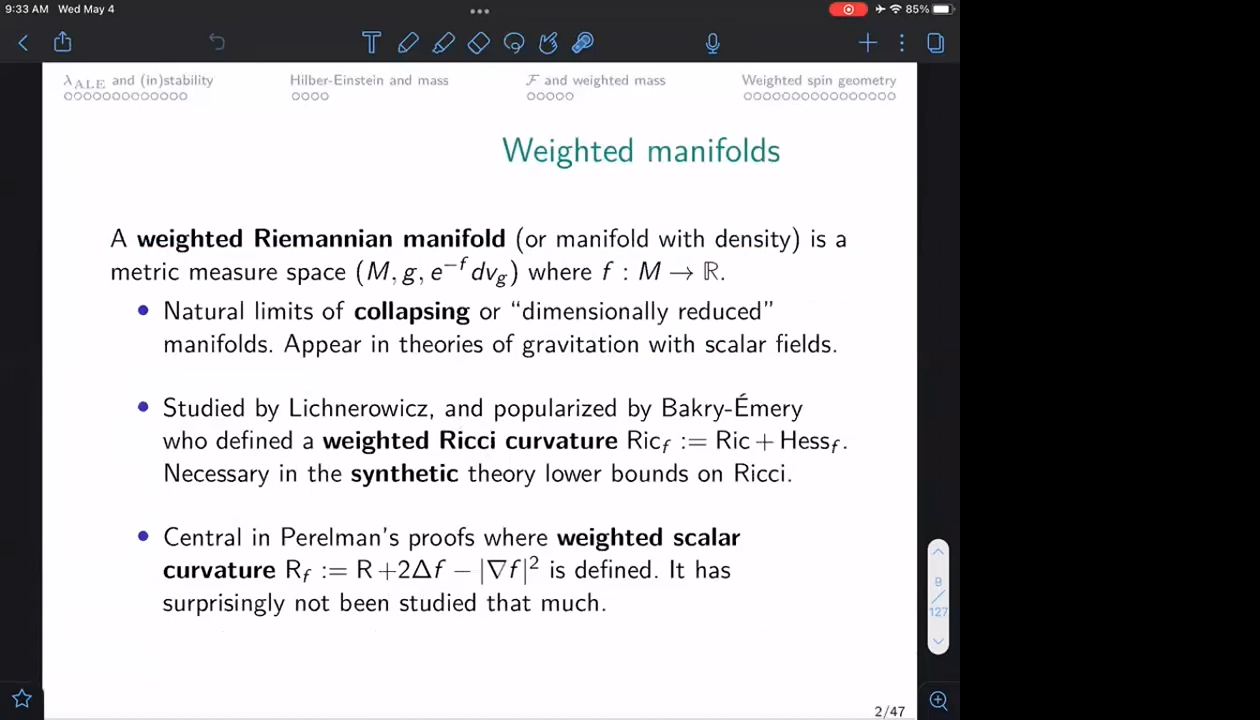 9:33 AM Wed May 4
85%
λALE and (in)stability
Hilber-Einstein and mass
ℱ and weighted mass
Weighted spin geometry
Weighted manifolds
A weighted Riemannian manifold (or manifold with density) is a
metric measure space (M, g, e^{−f} dv_g) where f : M → ℝ.
• Natural limits of collapsing or “dimensionally reduced”
manifolds. Appear in theories of gravitation with scalar fields.
• Studied by Lichnerowicz, and popularized by Bakry-Émery
who defined a weighted Ricci curvature Ric_f := Ric + Hess_f.
Necessary in the synthetic theory lower bounds on Ricci.
• Central in Perelman’s proofs where weighted scalar
curvature R_f := R +2Δf − |∇f|² is defined. It has
surprisingly not been studied that much.
9
/
127
2/47